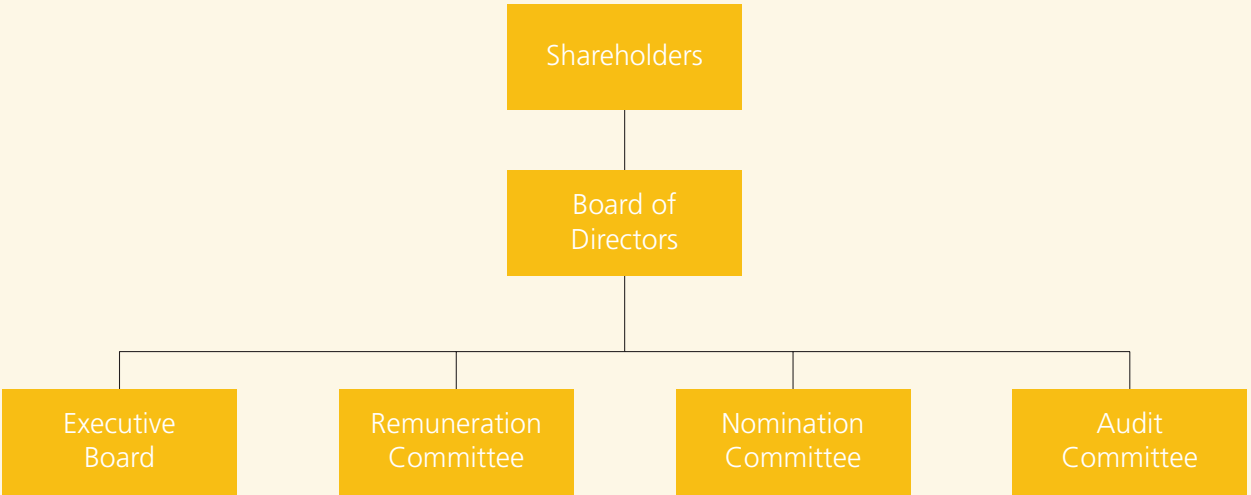 Shareholders
Board of
Directors
Executive
Board
Remuneration
Committee
Nomination
Committee
Audit
Committee